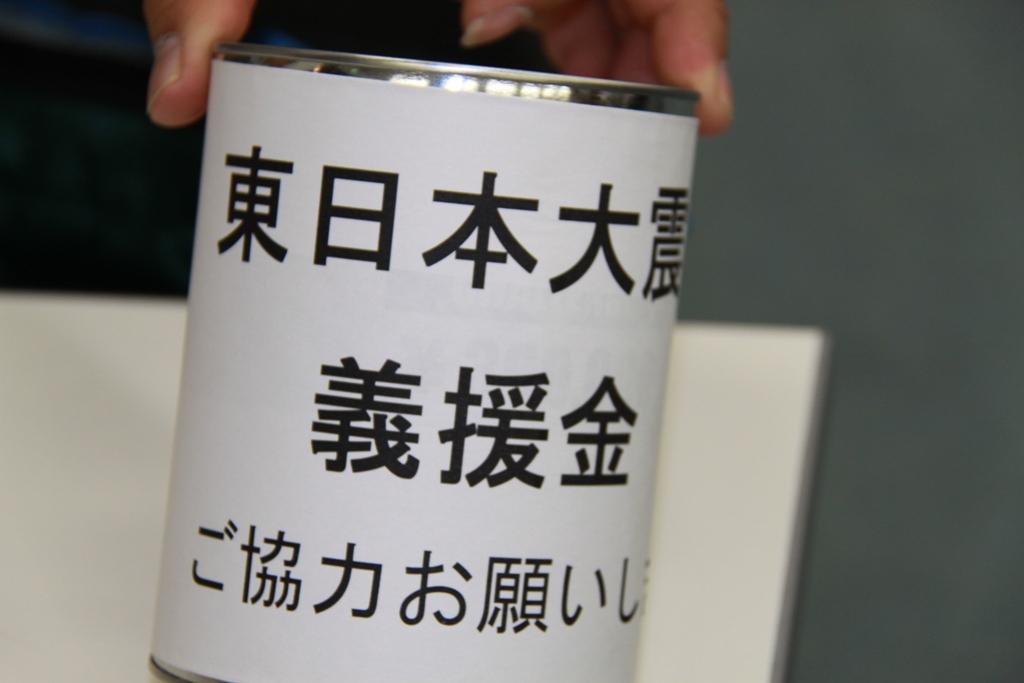 東日本大震
義援金
ご協力お願いし